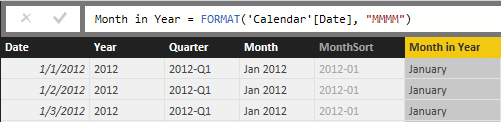 Month in Year = FORMAT('Calendar'[Date], "MMMM")
Date Year Quarter Month MonthSort Month in Year
1/1/2012 2012 2012-Q1 Jan 2012 2012-01 January
1/2/2012 2012 2012-Q1 Jan 2012 2012-01 January
1/3/2012 2012 2012-Q1 Jan 2012 2012-01 January